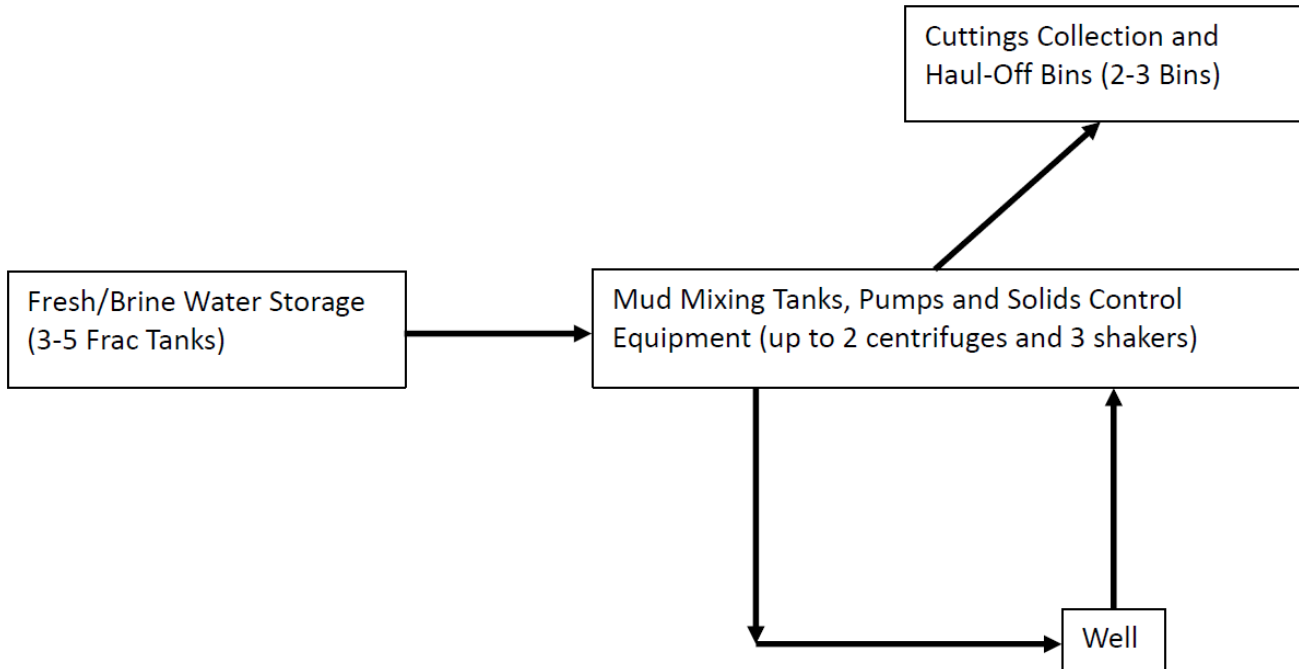 Cuttings Collection and
Haul-Off Bins (2-3 Bins)
Fresh/Brine Water Storage
(3-5 Frac Tanks)
Mud Mixing Tanks, Pumps and Solids Control
Equipment (up to 2 centrifuges and 3 shakers)
Well